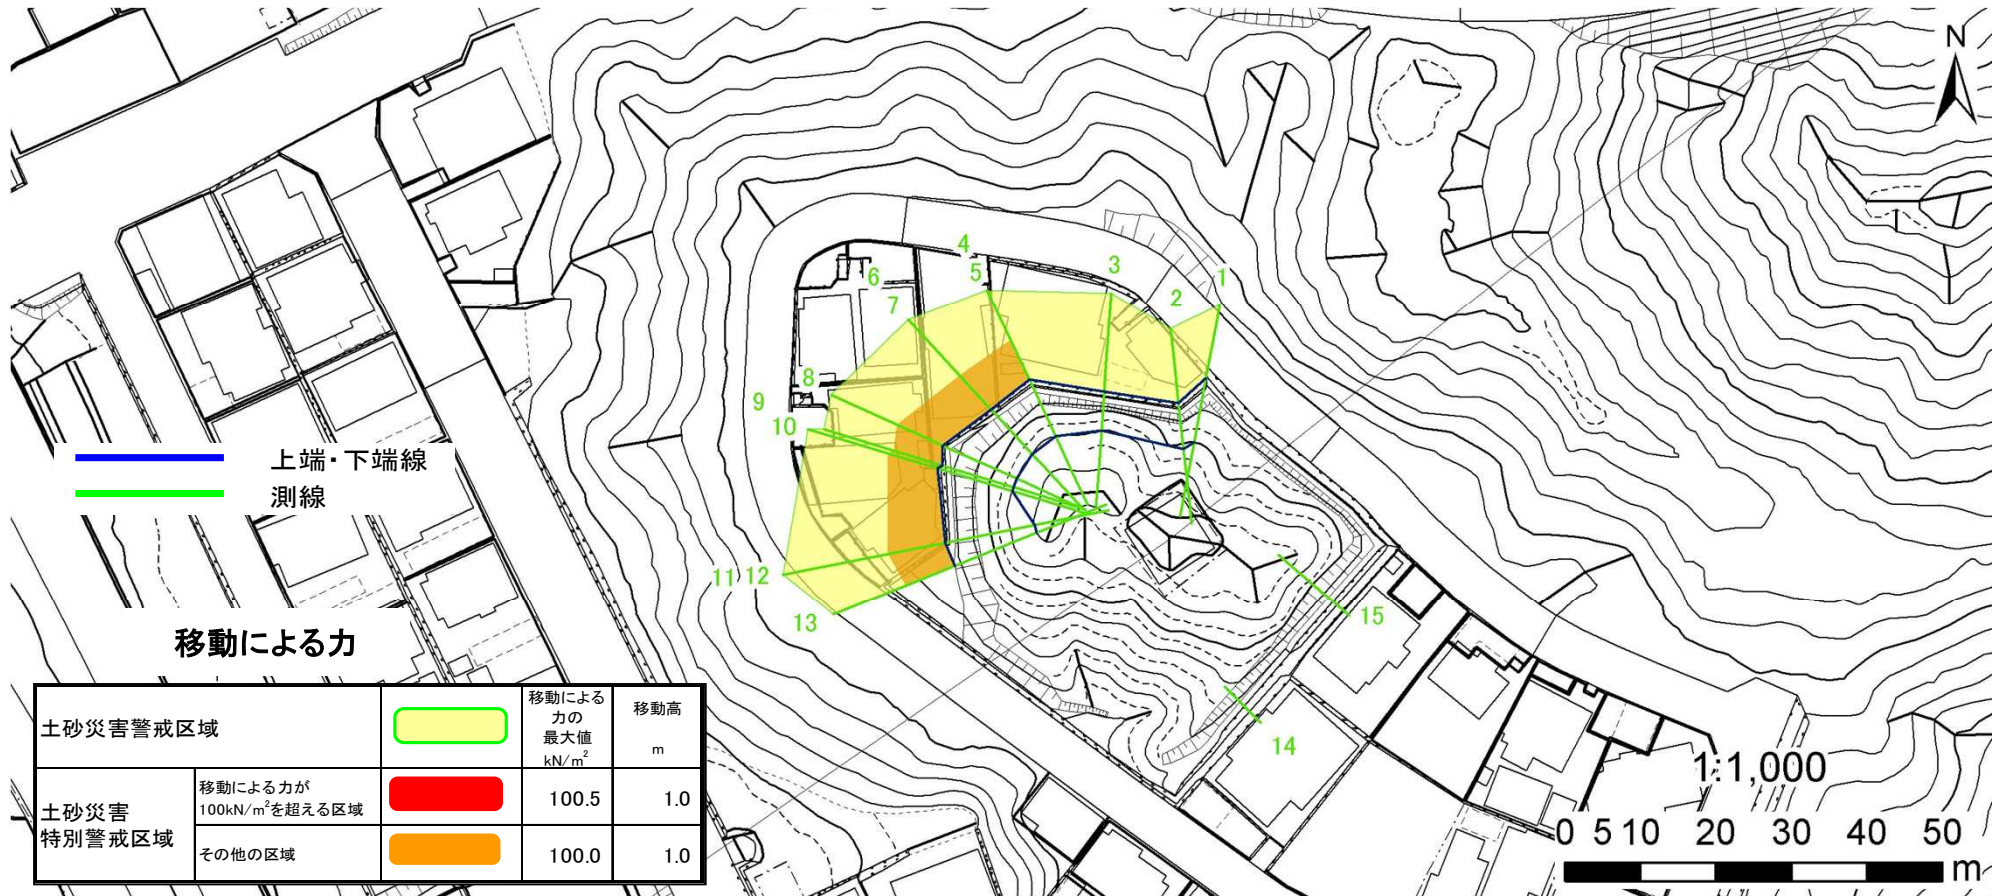 N
4
5
3
1
2
6
7
8
9
10
上端・下端線
測線
11 12
13
15
14
移動による力
土砂災害警戒区域
移動による
力の
最大値
kN/m²
移動高
m
土砂災害
特別警戒区域
移動による力が
100kN/m²を超える区域
100.5
1.0
その他の区域
100.0
1.0
1:1,000
0 5 10 20 30 40 50
m